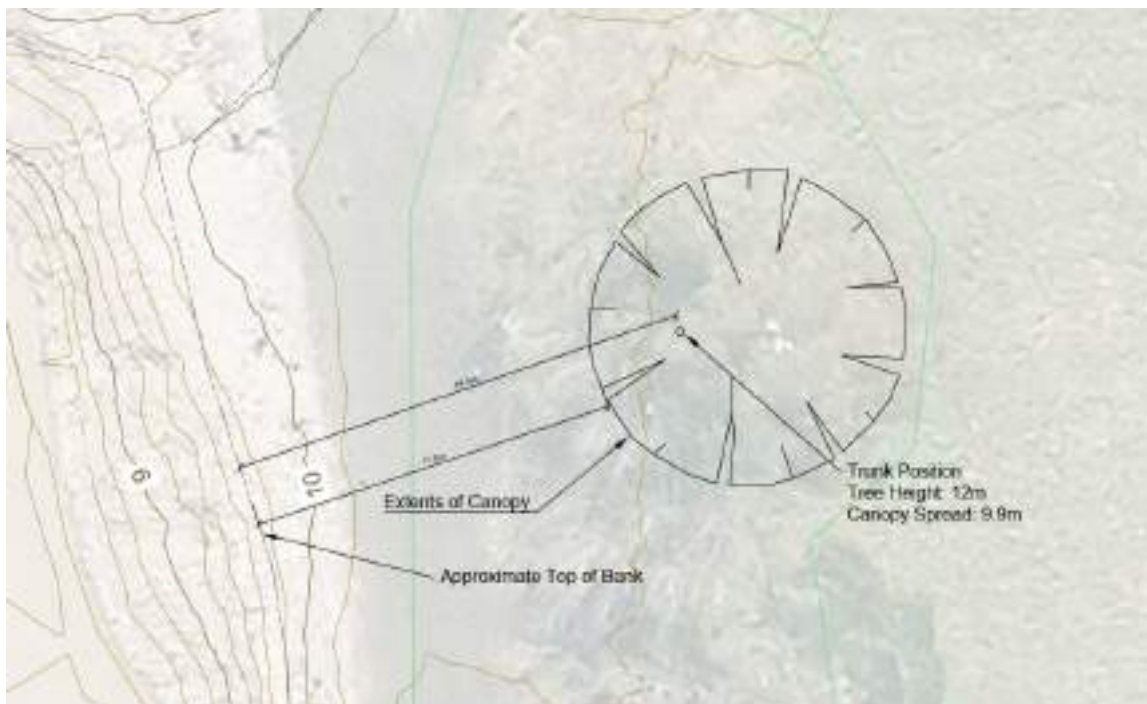 9
10
Extents of Canopy
Approximate Top of Bank
Trunk Position
Tree Height: 12m
Canopy Spread: 9.9m